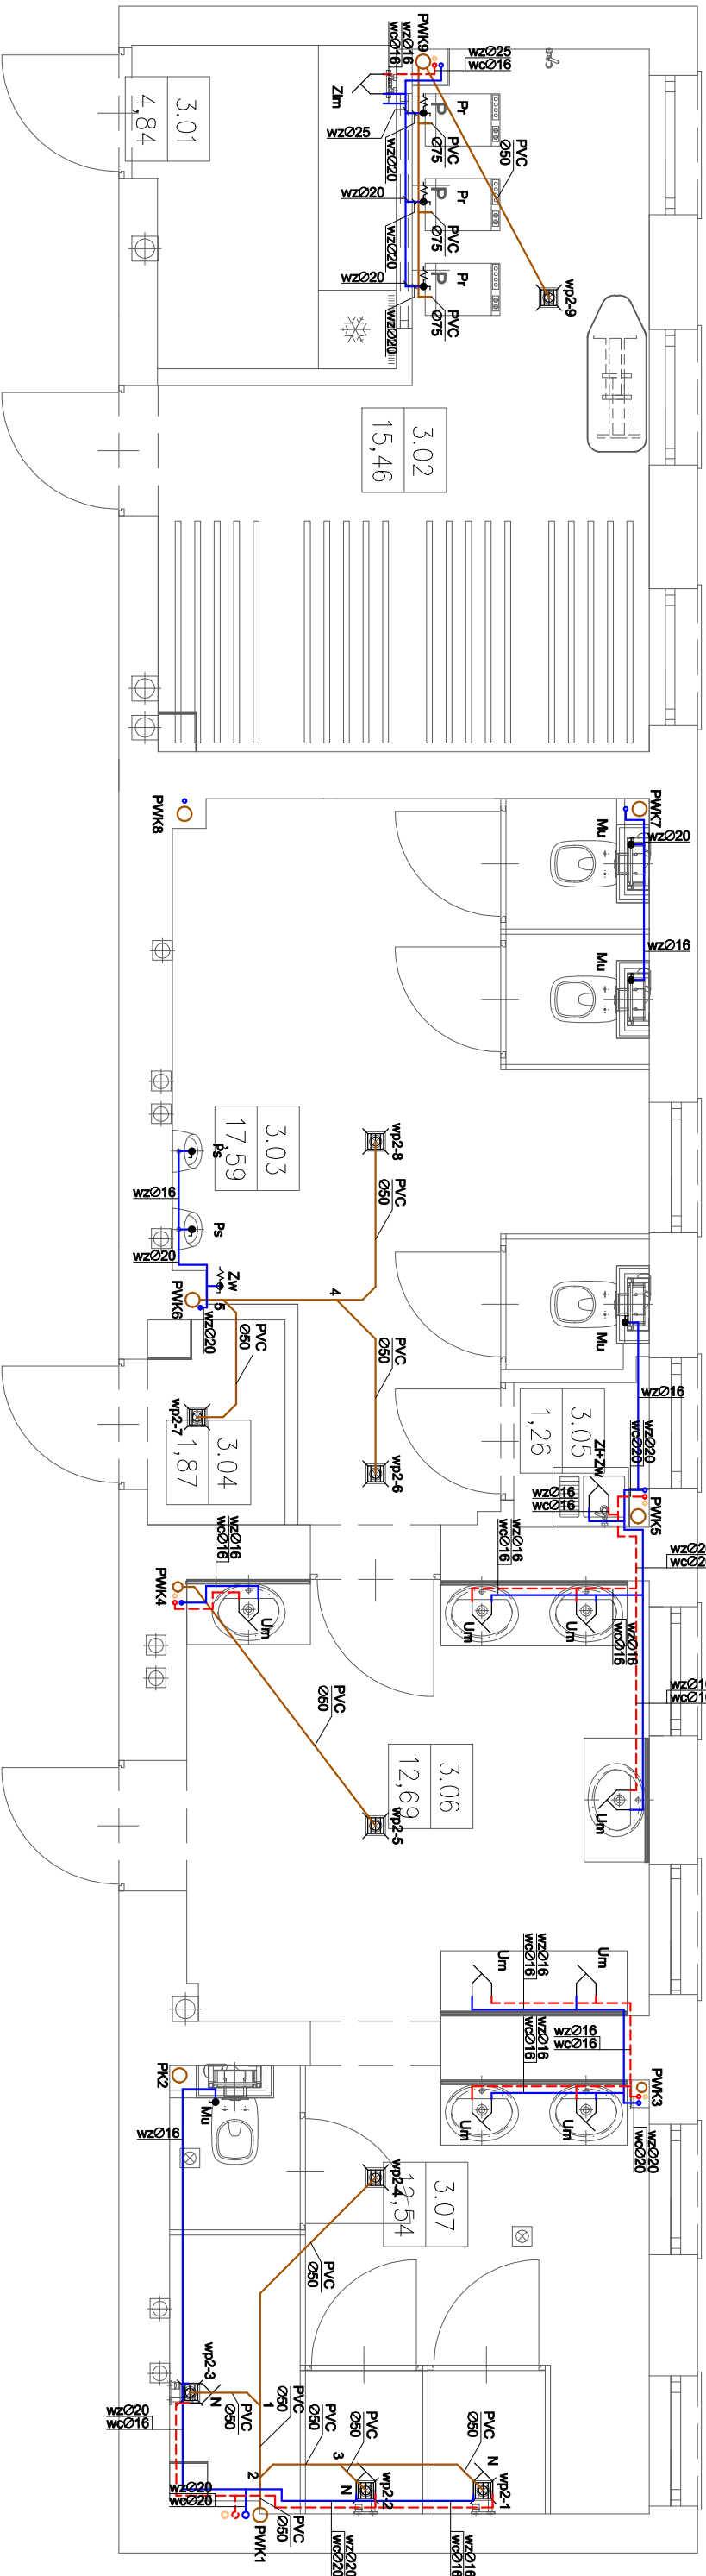 PWK9
wzØ16
wcØ16
wzØ25
wcØ16
Zlm
wzØ25
3.01
4,84
Pr
P
PVC
Ø75
PVC
Ø50
wzØ20
wzØ20
Pr
P
PVC
Ø75
wzØ20
wzØ20
Pr
P
PVC
Ø75
wzØ20
wp2-9
3.02
15,46
PWK8
PWK7
Mu
wzØ20
wzØ16
Mu
3.03
17,59
wp2-8
PVC
Ø50
Ps
wzØ16
Ps
wzØ20
Zw
5
4
PWK6
wzØ20
PVC
Ø50
PVC
Ø50
Mu
wzØ16
wp2-7
3.04
1,87
wp2-6
3.05
1,26
Zl+Zw
wzØ20
wcØ20
wzØ16
wcØ16
PWK5
wzØ16
wcØ16
wzØ16
wcØ16
wzØ2
wcØ2
PWK4
Um
Um
Um
wzØ16
wcØ16
PVC
Ø50
wzØ16
wcØ16
3.06
12,69
wp2-5
Um
Um
Um
wzØ16
wcØ16
wzØ16
wcØ16
wzØ16
wcØ16
PWK3
PK2
Mu
Um
Um
wzØ20
wcØ20
wzØ16
wp2-4
3.07
12,54
PVC
Ø50
wp2-3
N
PVC
Ø50
1
PVC
Ø50
PVC
Ø50
PVC
Ø50
PVC
Ø50
wzØ20
wcØ16
2
3
N
wp2-2
N
wp2-1
wzØ20
wcØ20
PWK1
PVC
Ø50
wzØ20
wcØ20
wzØ16
wcØ16